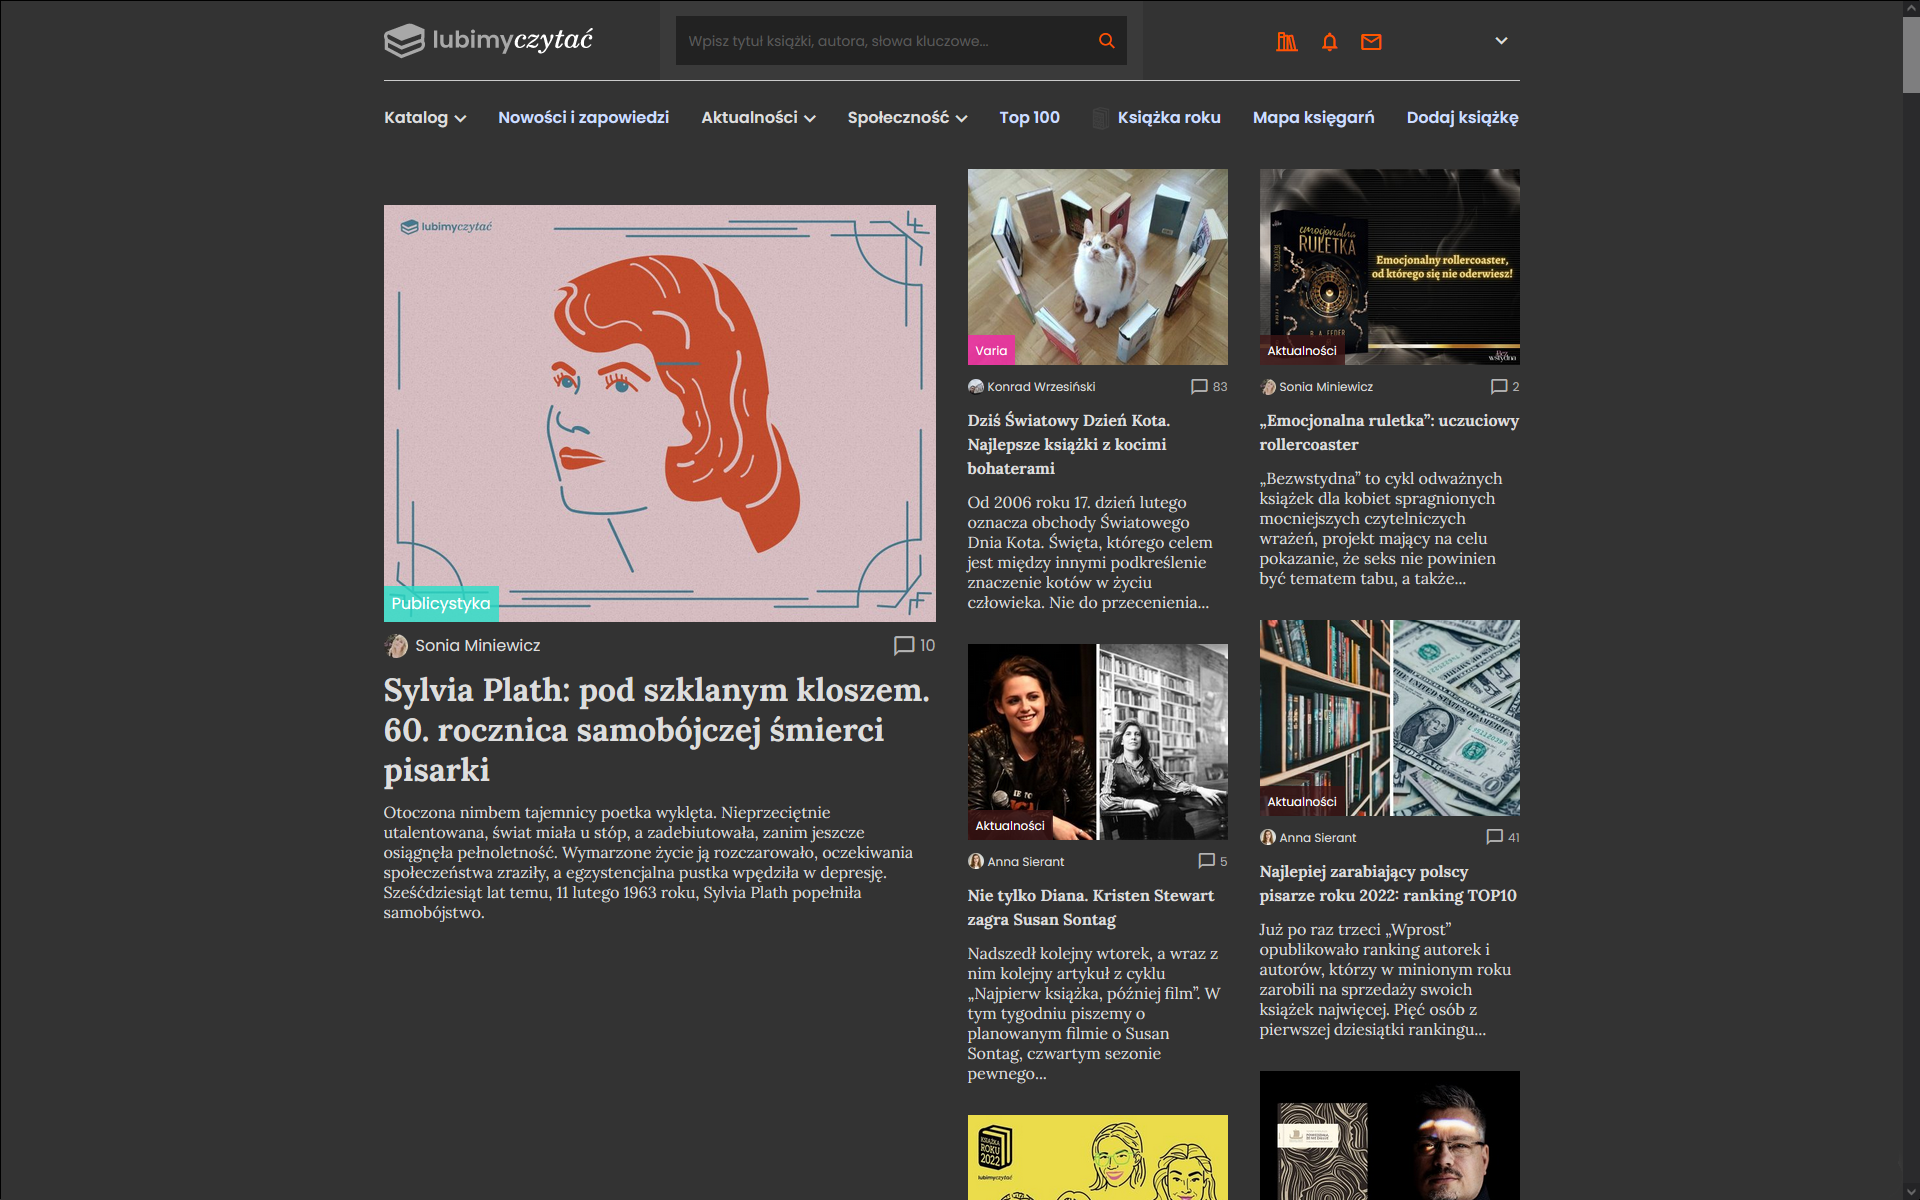 lubimyczytać
Wpisz tytuł książki, autora, słowa kluczowe...
Katalog
Nowości i zapowiedzi
Aktualności
Społeczność
Top 100
Książka roku
Mapa księgarń
Dodaj książkę
lubimyczytać
Publicystyka
Sonia Miniewicz
10
Sylvia Plath: pod szklanym kloszem.
60. rocznica samobójczej śmierci
pisarki
Otoczona nimbem tajemnicy poetka wyklęta. Nieprzeciętnie
utalentowana, świat miała u stóp, a zadebiutowała, zanim jeszcze
osiągnęła pełnoletność. Wymarzone życie ją rozczarowało, oczekiwania
społeczeństwa zraziły, a egzystencjalna pustka wpędziła w depresję.
Sześćdziesiąt lat temu, 11 lutego 1963 roku, Sylvia Plath popełniła
samobójstwo.
Varia
Konrad Wrzesiński
83
Dziś Światowy Dzień Kota.
Najlepsze książki z kocimi
bohaterami
Od 2006 roku 17. dzień lutego
oznacza obchody Światowego
Dnia Kota. Święta, którego celem
jest między innymi podkreślenie
znaczenie kotów w życiu
człowieka. Nie do przecenienia...
Aktualności
Anna Sierant
5
Nie tylko Diana. Kristen Stewart
zagra Susan Sontag
Nadszedł kolejny wtorek, a wraz z
nim kolejny artykuł z cyklu
„Najpierw książka, później film”. W
tym tygodniu piszemy o
planowanym filmie o Susan
Sontag, czwartym sezonie
pewnego...
KSIĄŻKA
ROKU
2022
lubimyczytać
emocjonalna
RULETKA
Emocjonalny rollercoaster,
od którego się nie oderwiesz!
B. A. FEDER
Bez
wstydna
Aktualności
Sonia Miniewicz
2
„Emocjonalna ruletka”: uczuciowy
rollercoaster
„Bezwstydna” to cykl odważnych
książek dla kobiet spragnionych
mocniejszych czytelniczych
wrażeń, projekt mający na celu
pokazanie, że seks nie powinien
być tematem tabu, a także...
Aktualności
Anna Sierant
41
Najlepiej zarabiający polscy
pisarze roku 2022: ranking TOP10
Już po raz trzeci „Wprost”
opublikowało ranking autorek i
autorów, którzy w minionym roku
zarobili na sprzedaży swoich
książek najwięcej. Pięć osób z
pierwszej dziesiątki rankingu...